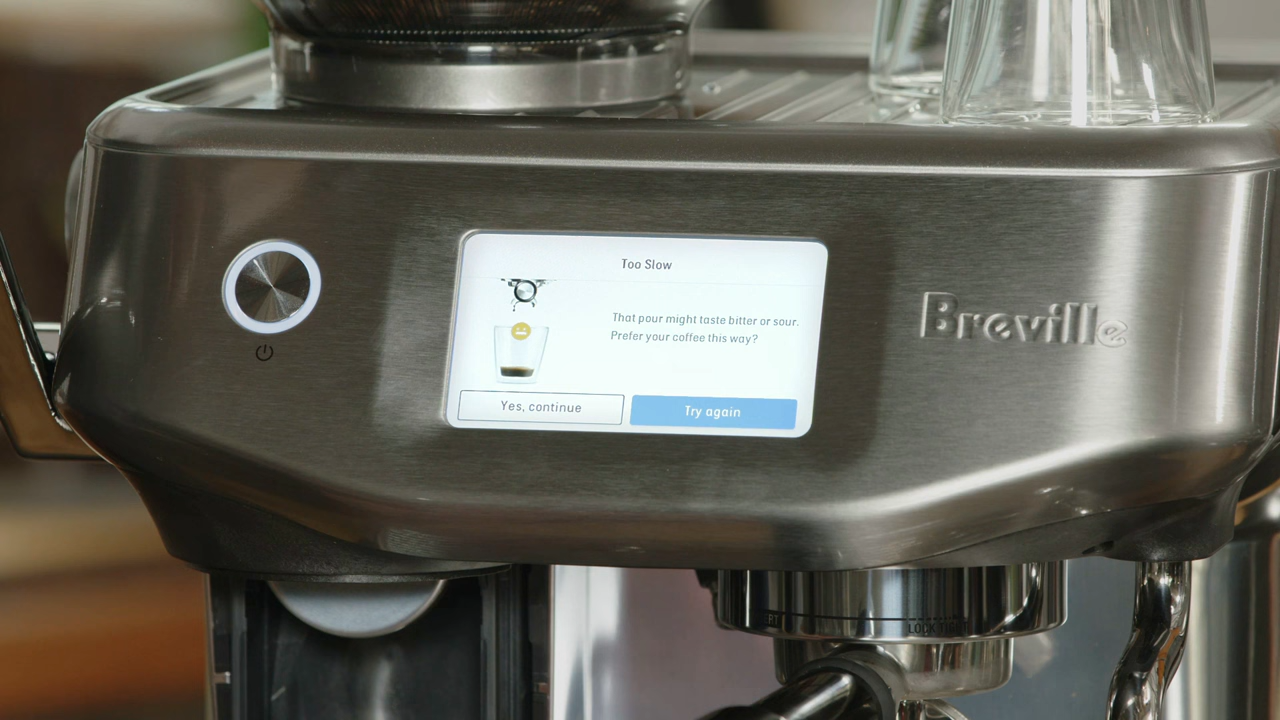 Too Slow
That pour might taste bitter or sour.
Prefer your coffee this way?
Yes, continue
Try again
Breville
LOCK